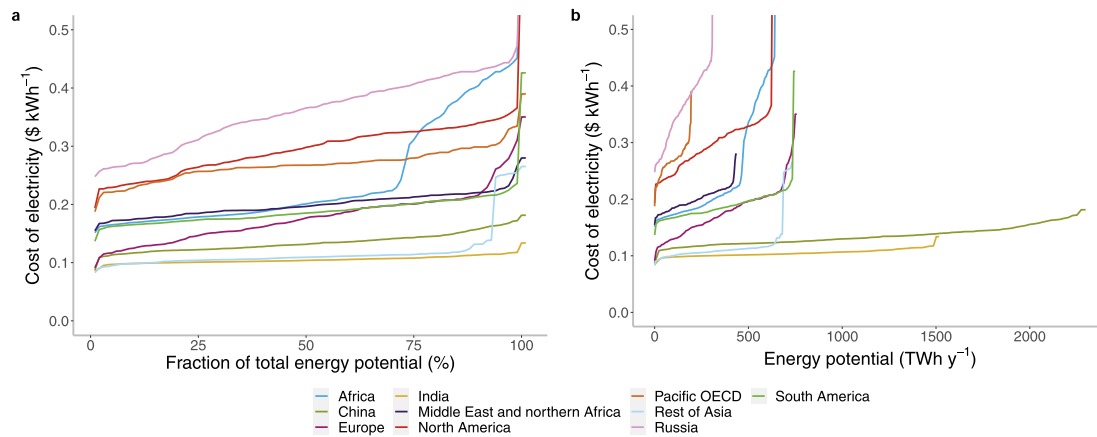 a
Cost of electricity ($ kWh⁻¹)
0.5
0.4
0.3
0.2
0.1
0.0
0 25 50 75 100
Fraction of total energy potential (%)
b
Cost of electricity ($ kWh⁻¹)
0.5
0.4
0.3
0.2
0.1
0.0
0 500 1000 1500 2000
Energy potential (TWh y⁻¹)
Africa India Pacific OECD South America
China Middle East and northern Africa Rest of Asia
Europe North America Russia